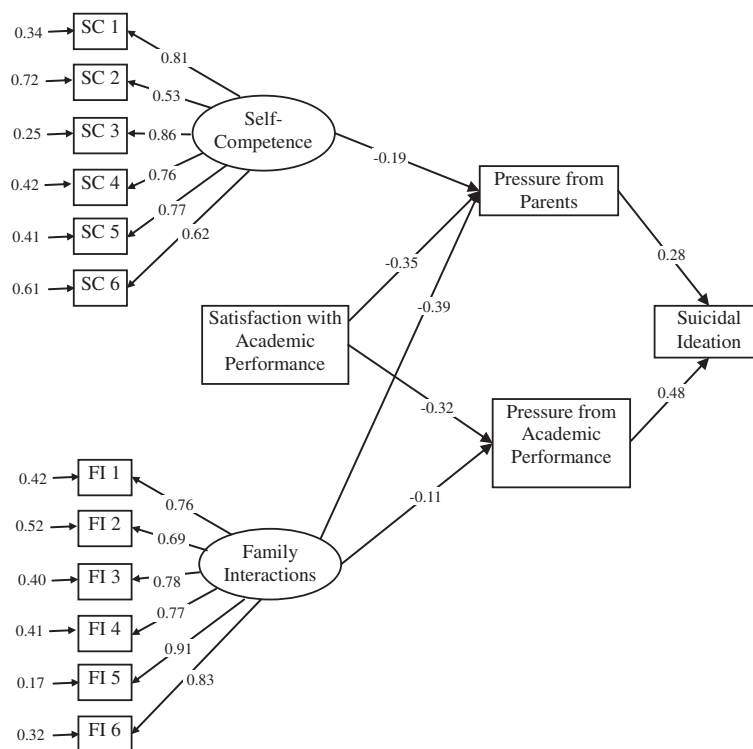 0.34
SC 1
0.81
0.72
SC 2
0.53
0.25
SC 3
0.86
0.42
SC 4
0.76
0.41
SC 5
0.77
0.61
SC 6
0.62
Self-
Competence
-0.19
Pressure from
Parents
-0.35
-0.39
0.28
Satisfaction with
Academic
Performance
Suicidal
Ideation
-0.32
0.48
Pressure from
Academic
Performance
-0.11
0.42
FI 1
0.76
0.52
FI 2
0.69
0.40
FI 3
0.78
0.41
FI 4
0.77
0.17
FI 5
0.91
0.32
FI 6
0.83
Family
Interactions